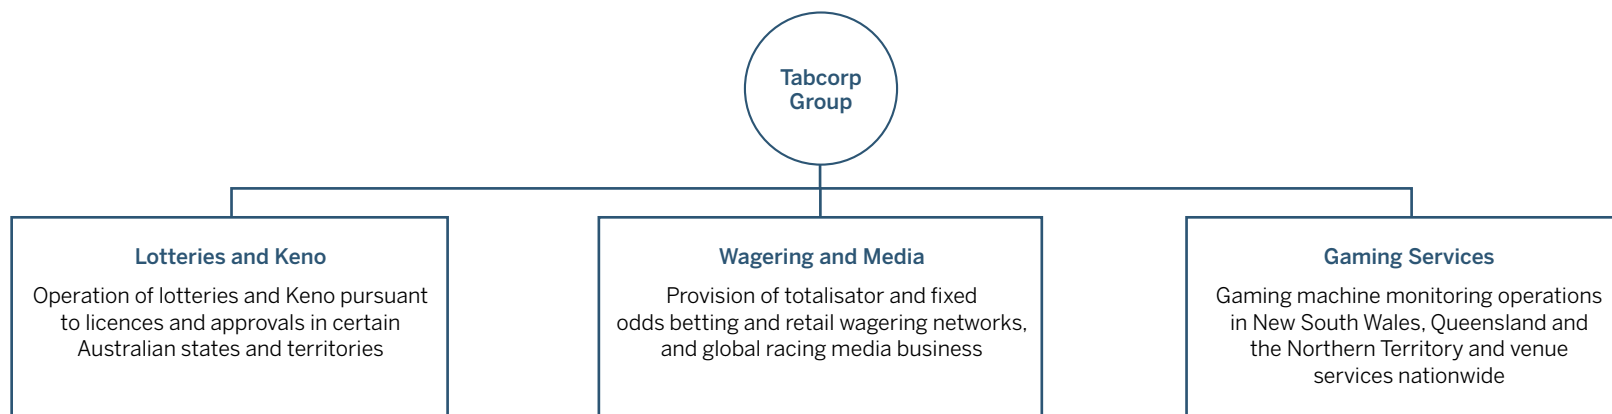 Tabcorp
Group
Lotteries and Keno
Operation of lotteries and Keno pursuant
to licences and approvals in certain
Australian states and territories
Wagering and Media
Provision of totalisator and fixed
odds betting and retail wagering networks,
and global racing media business
Gaming Services
Gaming machine monitoring operations
in New South Wales, Queensland and
the Northern Territory and venue
services nationwide